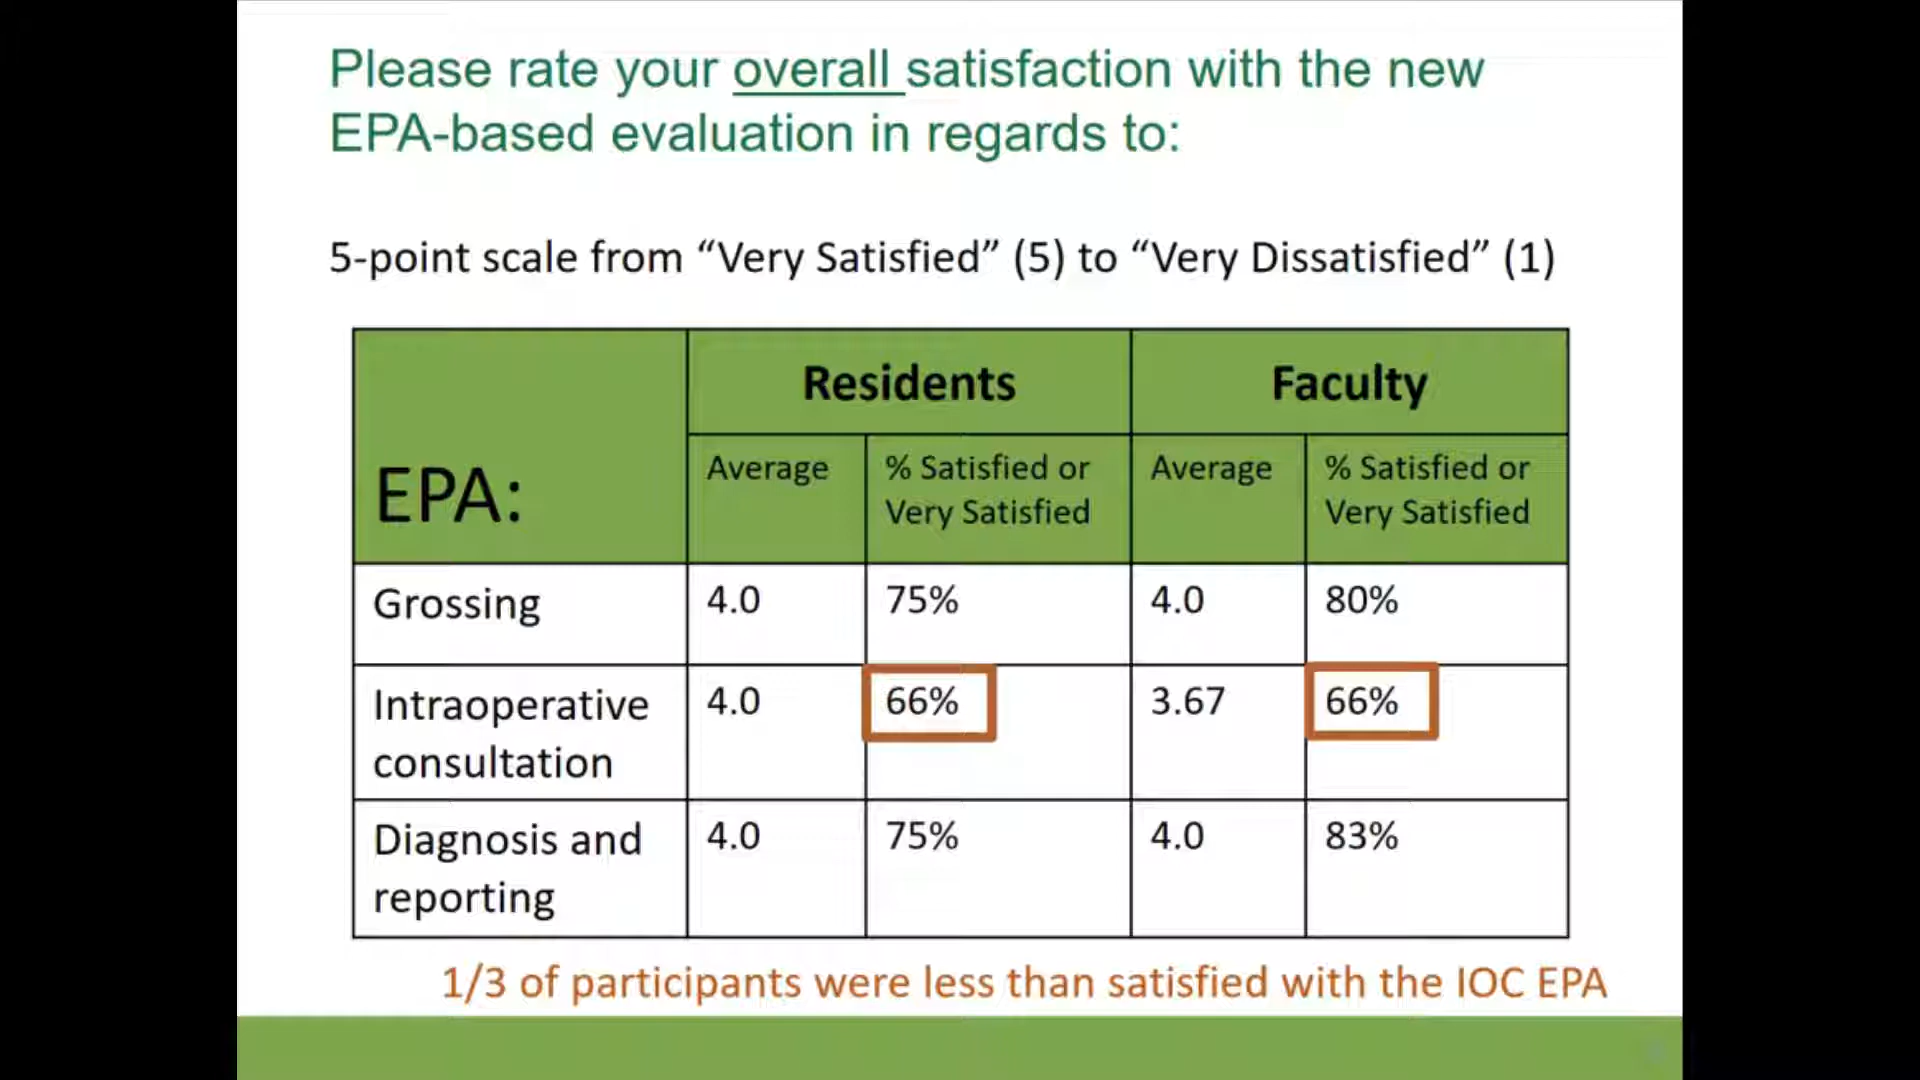 Please rate your overall satisfaction with the new
EPA-based evaluation in regards to:
5-point scale from “Very Satisfied” (5) to “Very Dissatisfied” (1)
EPA:
Residents
Faculty
Average
% Satisfied or
Very Satisfied
Average
% Satisfied or
Very Satisfied
Grossing
4.0
75%
4.0
80%
Intraoperative
consultation
4.0
66%
3.67
66%
Diagnosis and
reporting
4.0
75%
4.0
83%
1/3 of participants were less than satisfied with the IOC EPA